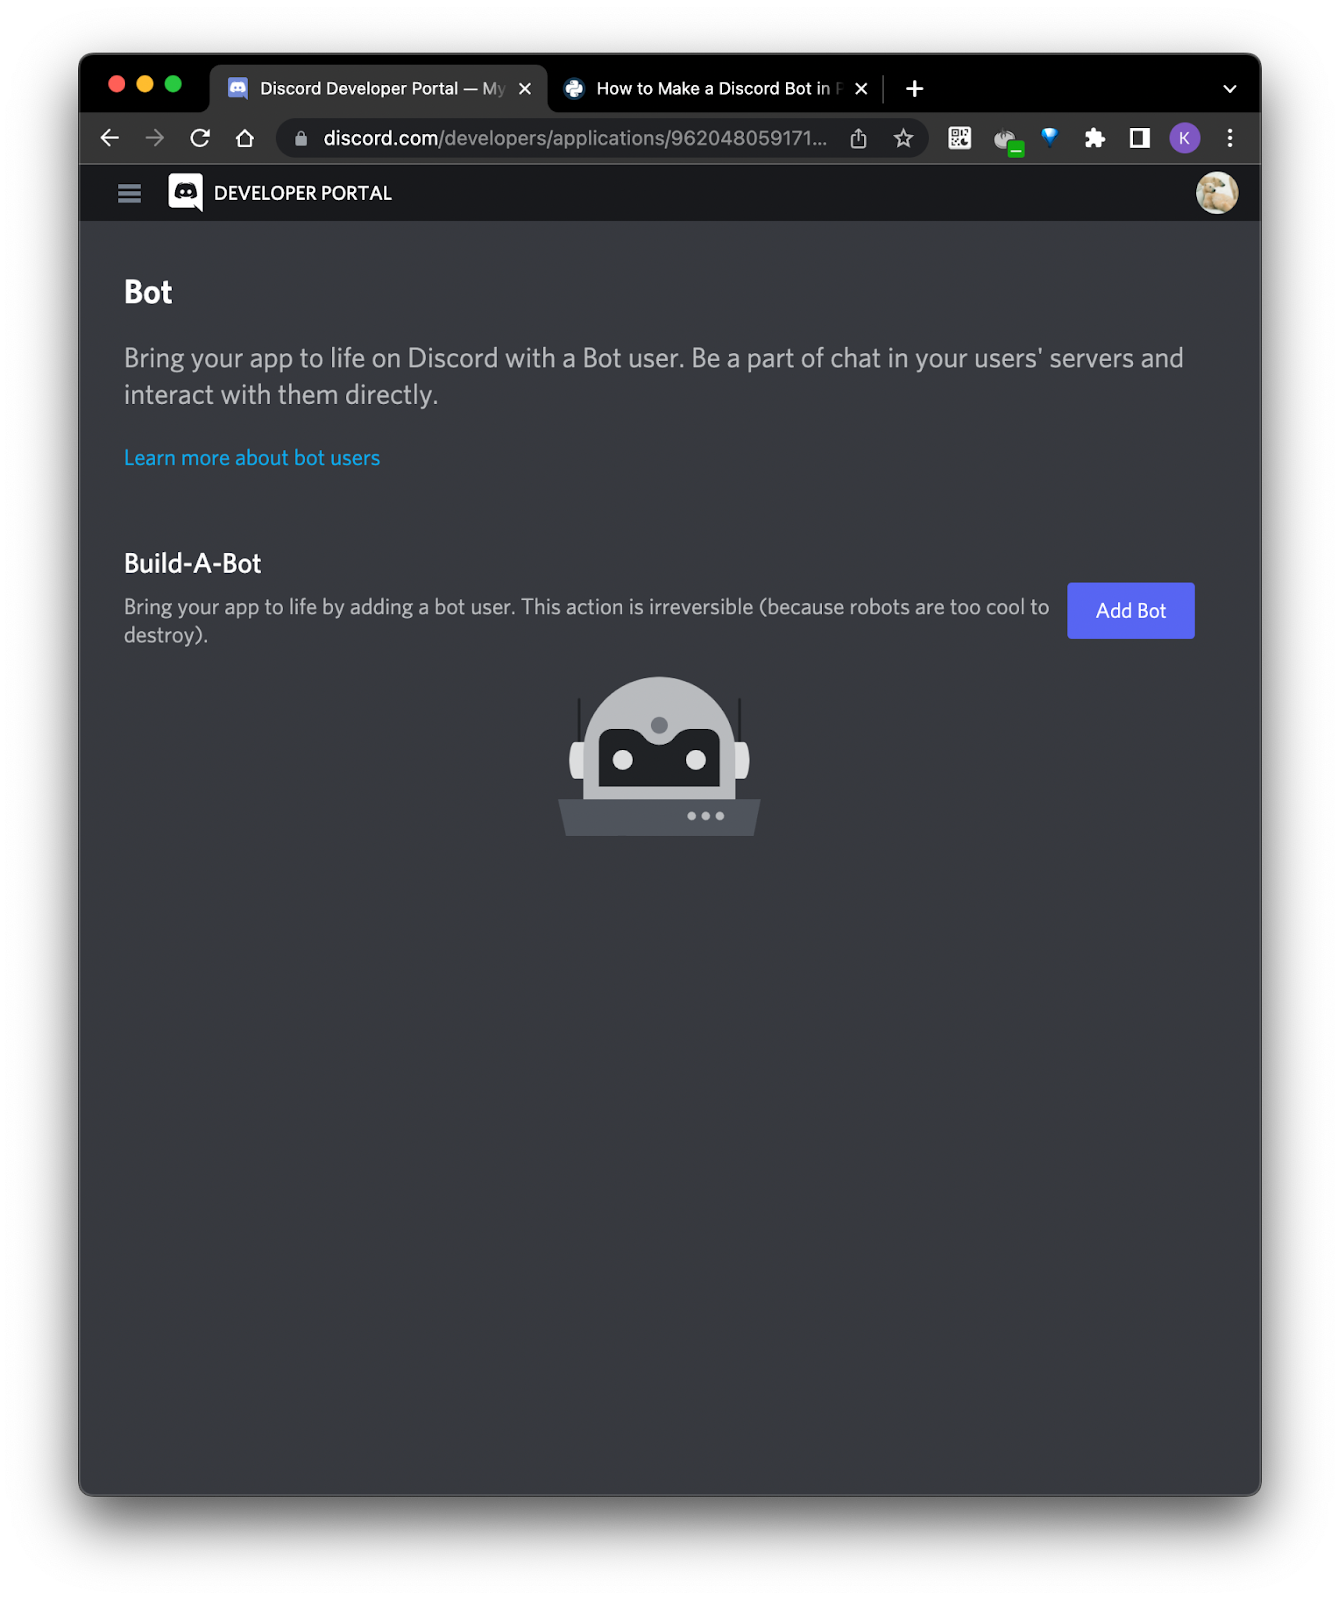 Discord Developer Portal — My
How to Make a Discord Bot in P
discord.com/developers/applications/962048059171...
K
DEVELOPER PORTAL
Bot
Bring your app to life on Discord with a Bot user. Be a part of chat in your users' servers and
interact with them directly.
Learn more about bot users
Build-A-Bot
Bring your app to life by adding a bot user. This action is irreversible (because robots are too cool to
destroy).
Add Bot